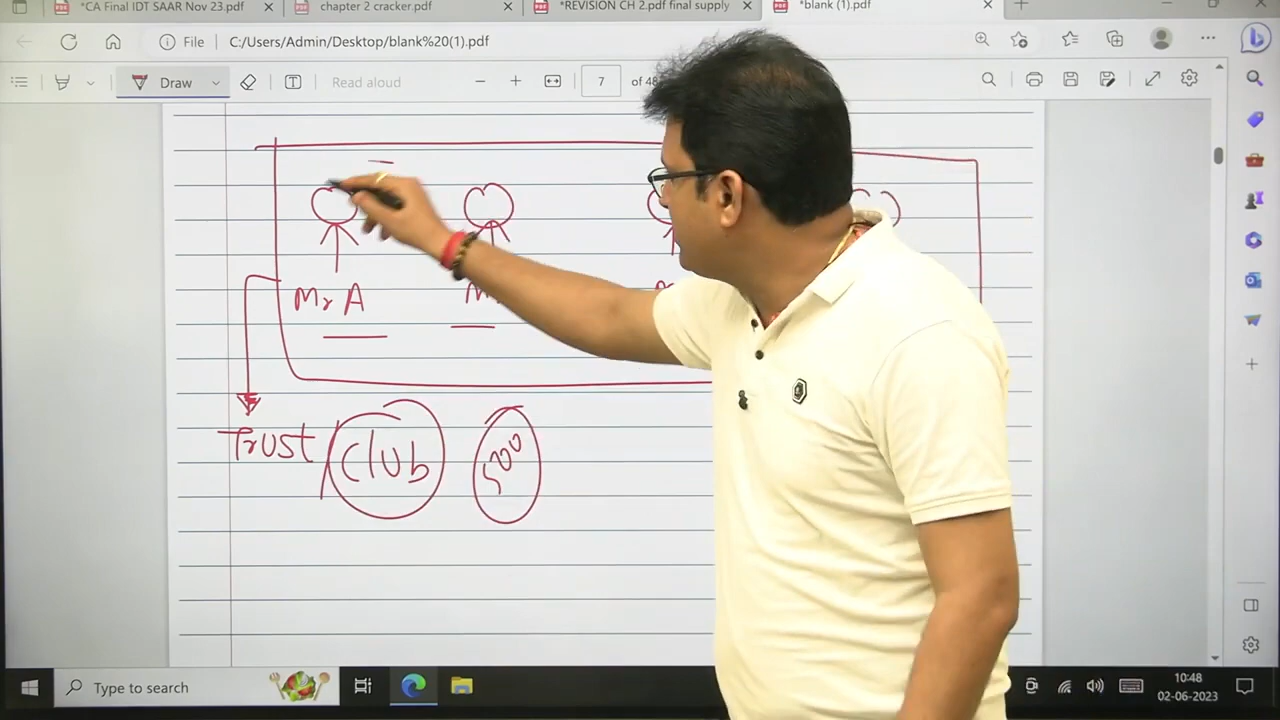 *CA Final IDT SAAR Nov 23.pdf
chapter 2 cracker.pdf
*REVISION CH 2.pdf final supply
*blank (1).pdf
File
C:/Users/Admin/Desktop/blank%20(1).pdf
Draw
Read aloud
7
of 48
Mr A
Trust
Club
500
Type to search
10:48
02-06-2023